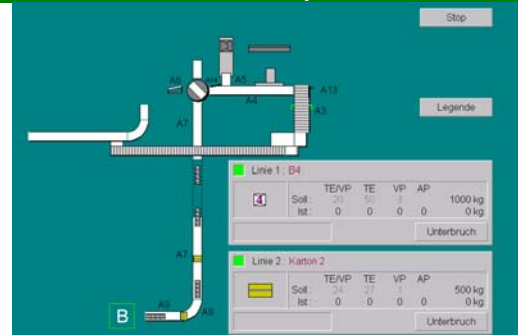 Stop
A6
A5
A4
A13
A3
Legende
A7
Linie 1: B4
TE/VP TE VP AP
4 Soll: 20 50 1000 kg
Ist: 0 0 0 0 0 kg
Unterbruch
A7
Linie 2: Karton 2
TE/VP TE VP AP
Soll: 24 27 1 500 kg
Ist: 0 0 0 0 0 kg
Unterbruch
A9
A8
B